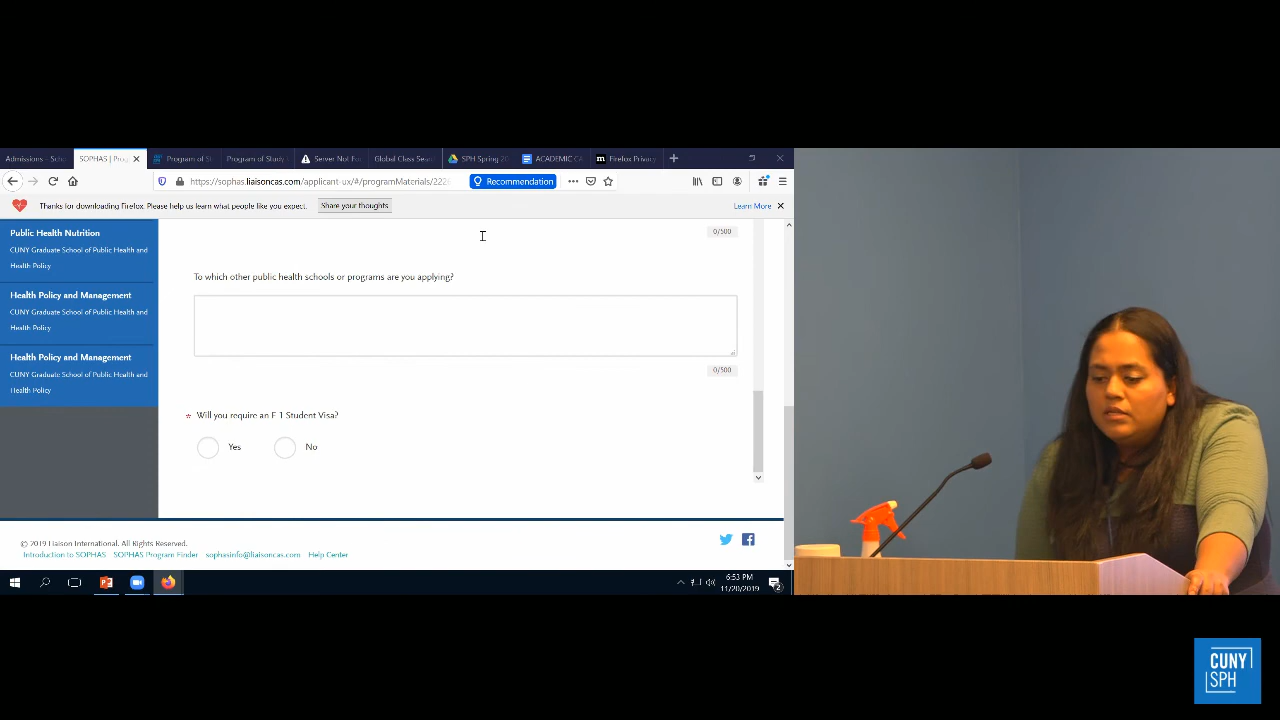 Admissions - Scho
SOPHAS | Prog
Program of St
Program of Study
Server Not Fo
Global Class Sear
SPH Spring 20
ACADEMIC CA
Firefox Privacy
https://sophas.liaisoncas.com/applicant-ux/#/programMaterials/222
Recommendation
Thanks for downloading Firefox. Please help us learn what people like you expect.
Share your thoughts
Learn More
Public Health Nutrition
CUNY Graduate School of Public Health and
Health Policy
Health Policy and Management
CUNY Graduate School of Public Health and
Health Policy
Health Policy and Management
CUNY Graduate School of Public Health and
Health Policy
0/500
To which other public health schools or programs are you applying?
0/500
* Will you require an F 1 Student Visa?
Yes
No
© 2019 Liaison International. All Rights Reserved.
Introduction to SOPHAS
SOPHAS Program Finder
sophasinfo@liaisoncas.com
Help Center
6:53 PM
11/20/2019
2
CUNY
SPH